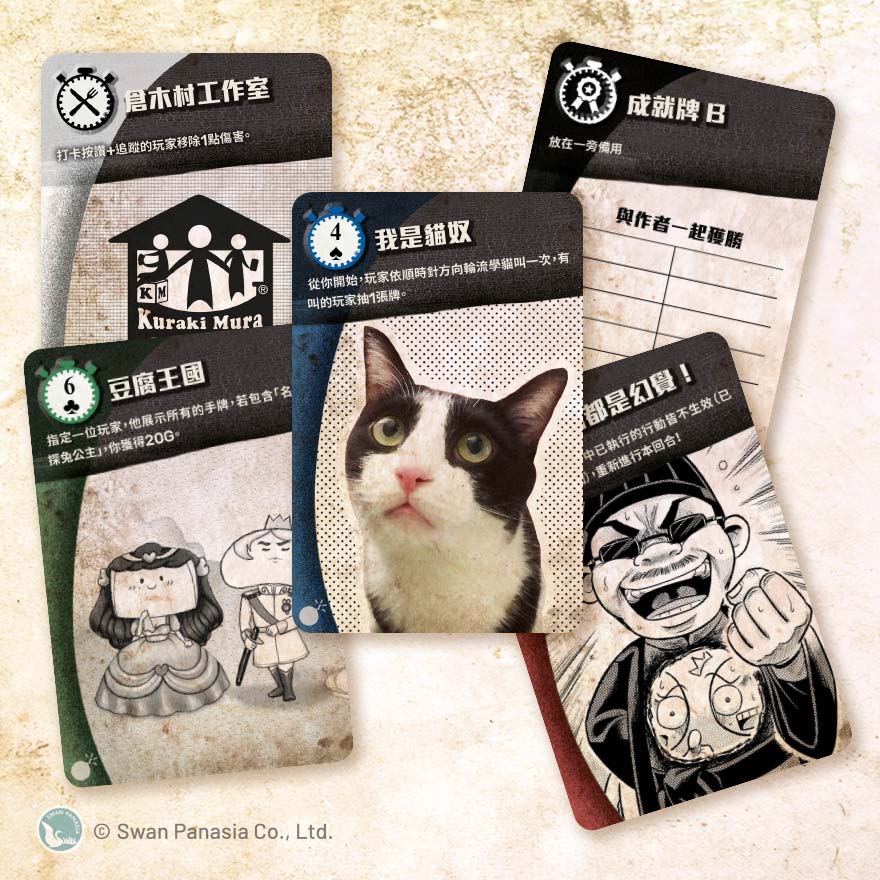 倉木村工作室
打卡按讚+追蹤的玩家移除1點傷害。
KM
®
Kuraki Mura
成就牌 B
放在一旁備用
與作者一起獲勝
4
我是貓奴
從你開始,玩家依順時針方向輪流學貓叫一次,有
叫的玩家抽1張牌。
6
豆腐王國
指定一位玩家,他展示所有的手牌,若包含「名
探兔公主」,你獲得20G。
都是幻覺!
中已執行的行動皆不生效(已
),重新進行本回合!
SWAN PANASIA
© Swan Panasia Co., Ltd.